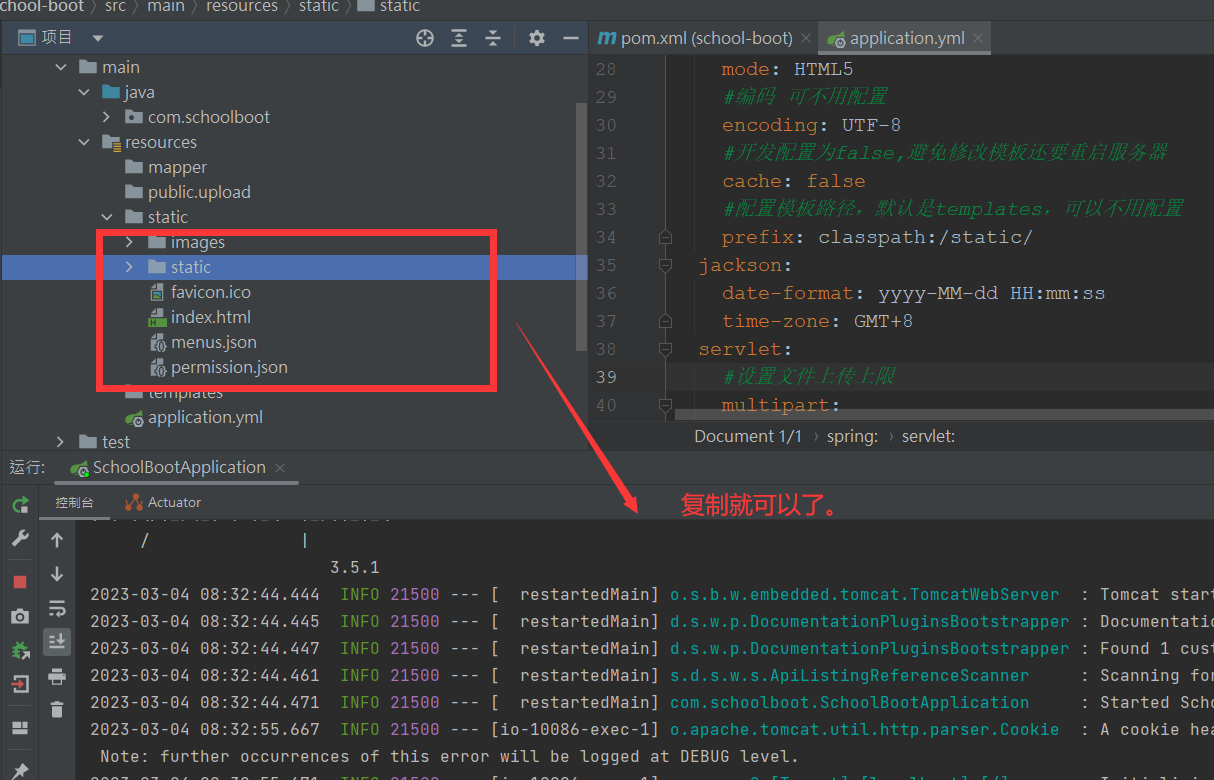 chool-boot 〉 src 〉 main 〉 resources 〉 static 〉 static
项目
pom.xml (school-boot)
application.yml
main
java
com.schoolboot
resources
mapper
public.upload
static
images
static
favicon.ico
index.html
menus.json
permission.json
templates
application.yml
test
28 mode: HTML5
29 #编码 可不用配置
30 encoding: UTF-8
31 #开发配置为false,避免修改模板还要重启服务器
32 cache: false
33 #配置模板路径，默认是templates，可以不用配置
34 prefix: classpath:/static/
35 jackson:
36 date-format: yyyy-MM-dd HH:mm:ss
37 time-zone: GMT+8
38 servlet:
39 #设置文件上传上限
40 multipart:
Document 1/1 › spring: › servlet:
运行: SchoolBootApplication
控制台 Actuator
复制就可以了。
/ |
3.5.1
2023-03-04 08:32:44.444 INFO 21500 --- [ restartedMain] o.s.b.w.embedded.tomcat.TomcatWebServer : Tomcat start
2023-03-04 08:32:44.445 INFO 21500 --- [ restartedMain] d.s.w.p.DocumentationPluginsBootstrapper : Documentatio
2023-03-04 08:32:44.447 INFO 21500 --- [ restartedMain] d.s.w.p.DocumentationPluginsBootstrapper : Found 1 cust
2023-03-04 08:32:44.461 INFO 21500 --- [ restartedMain] s.d.s.w.s.ApiListingReferenceScanner : Scanning for
2023-03-04 08:32:44.471 INFO 21500 --- [ restartedMain] com.schoolboot.SchoolBootApplication : Started Scho
2023-03-04 08:32:55.667 INFO 21500 --- [io-10086-exec-1] o.apache.tomcat.util.http.parser.Cookie : A cookie hea
Note: further occurrences of this error will be logged at DEBUG level.